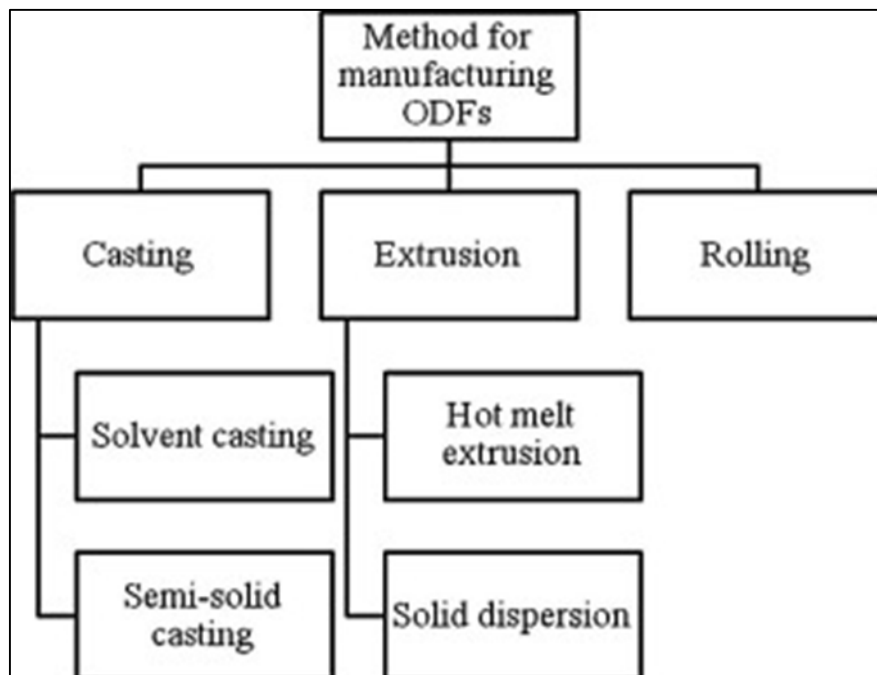 Method for
manufacturing
ODFs
Casting
Extrusion
Rolling
Solvent casting
Hot melt
extrusion
Semi-solid
casting
Solid dispersion